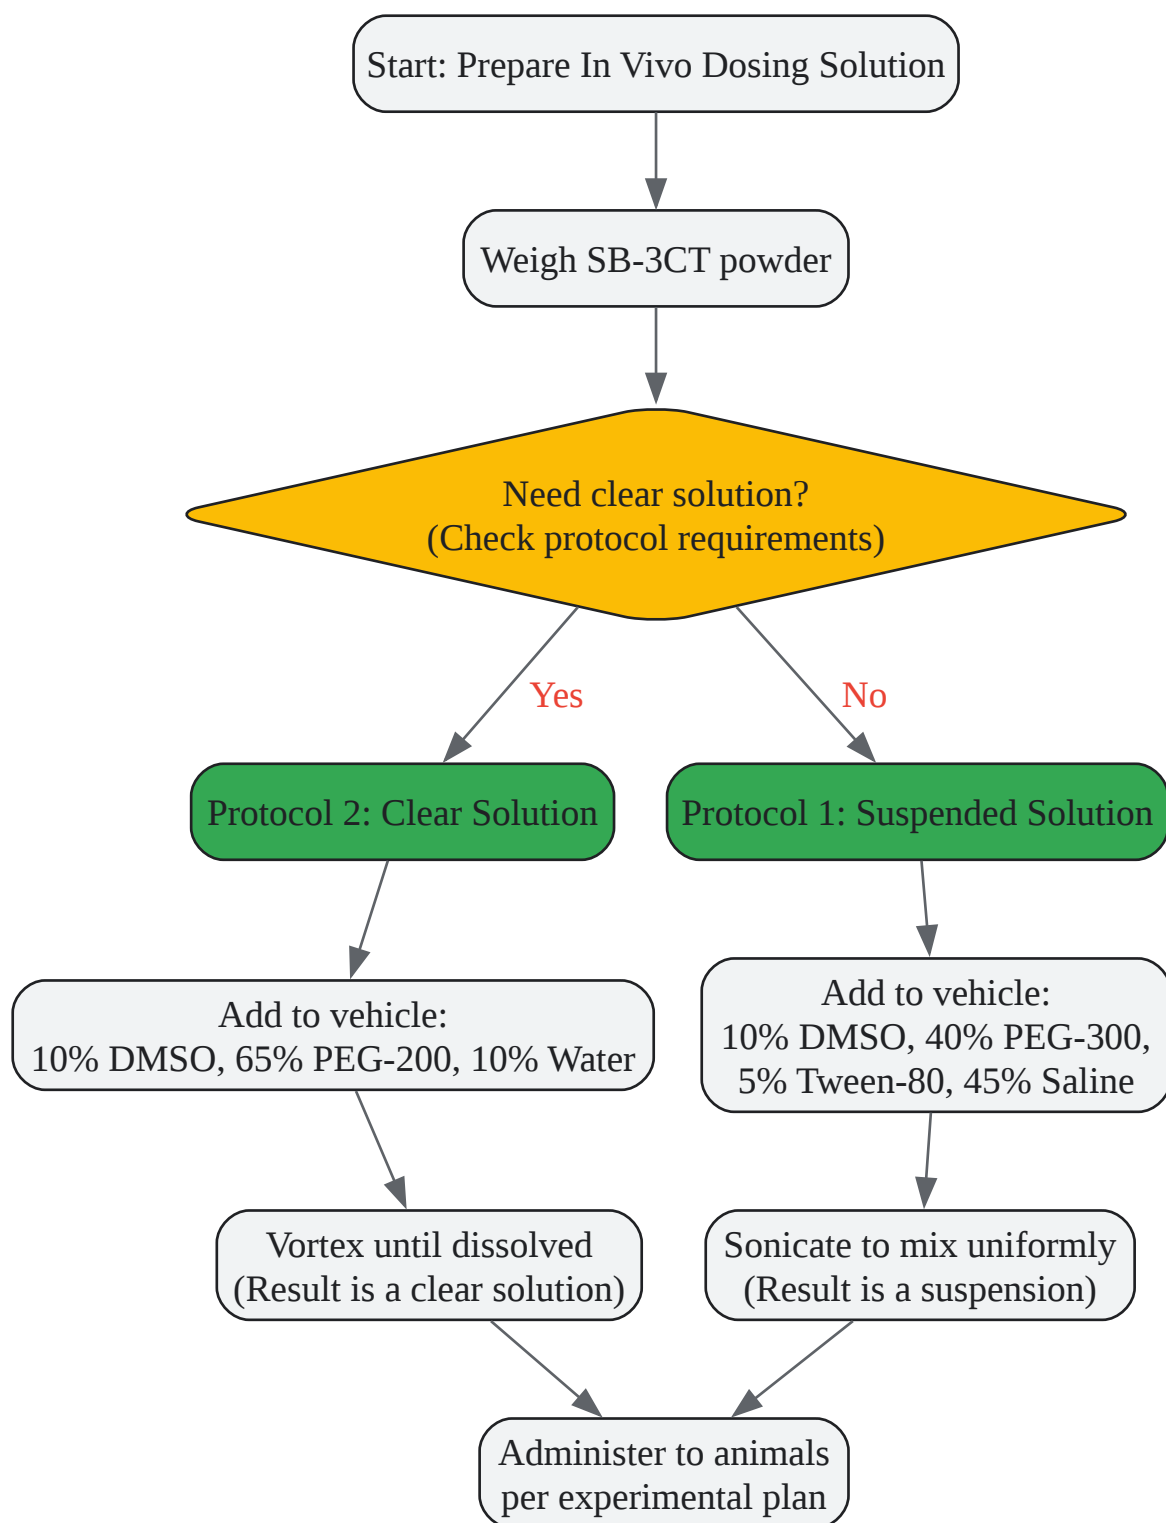 Start: Prepare In Vivo Dosing Solution
Weigh SB-3CT powder
Need clear solution?
(Check protocol requirements)
Yes
No
Protocol 2: Clear Solution
Protocol 1: Suspended Solution
Add to vehicle:
10% DMSO, 65% PEG-200, 10% Water
Add to vehicle:
10% DMSO, 40% PEG-300,
5% Tween-80, 45% Saline
Vortex until dissolved
(Result is a clear solution)
Sonicate to mix uniformly
(Result is a suspension)
Administer to animals
per experimental plan